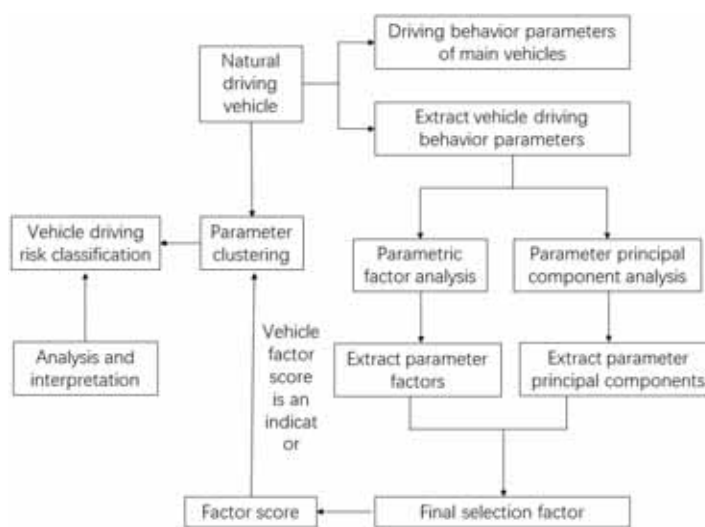 Driving behavior parameters
of main vehicles
Natural
driving
vehicle
Extract vehicle driving
behavior parameters
Vehicle driving
risk classification
Parameter
clustering
Parametric
factor analysis
Parameter principal
component analysis
Vehicle
factor
score
is an
indicat
or
Analysis and
interpretation
Extract parameter
factors
Extract parameter
principal components
Factor score
Final selection factor